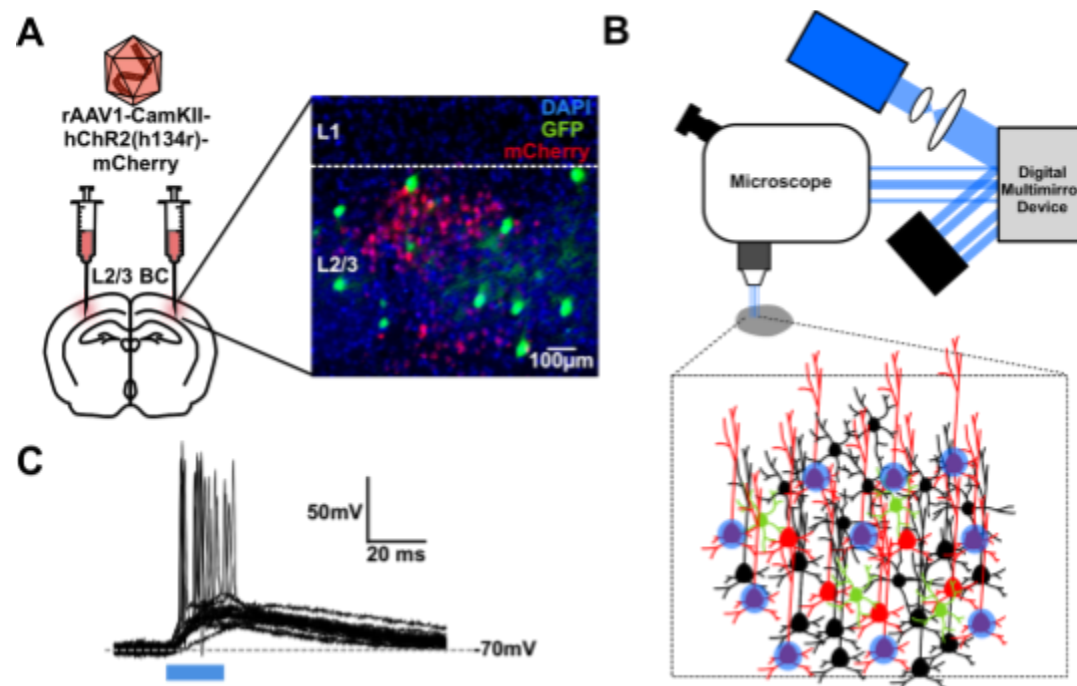 A
rAAV1-CamKII-
hChR2(h134r)-
mCherry
L2/3 BC
L1
DAPI
GFP
mCherry
L2/3
100µm
B
Microscope
Digital
Multimirro
Device
C
50mV
20 ms
-70mV